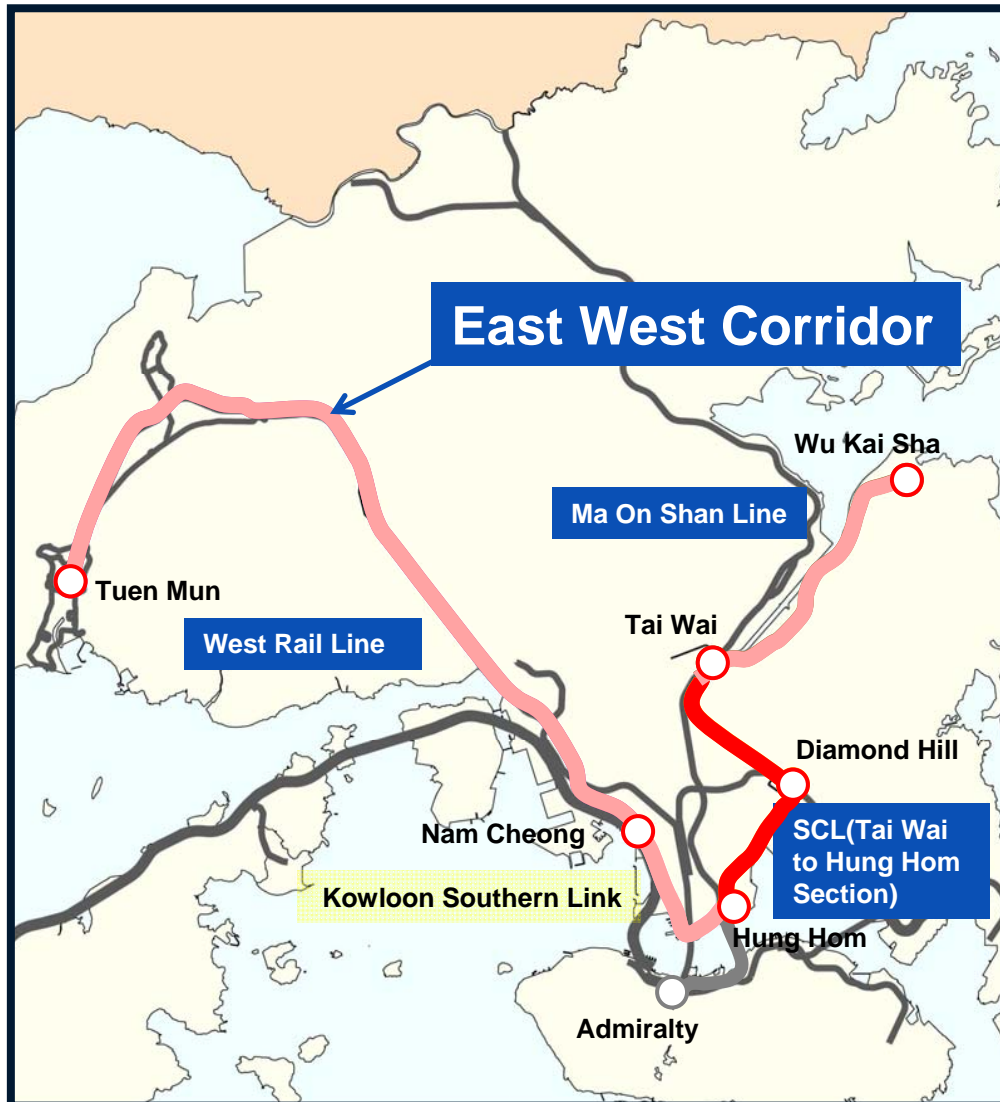 East West Corridor
Wu Kai Sha
Ma On Shan Line
Tuen Mun
Tai Wai
West Rail Line
Diamond Hill
Nam Cheong
SCL(Tai Wai
to Hung Hom
Section)
Kowloon Southern Link
Hung Hom
Admiralty